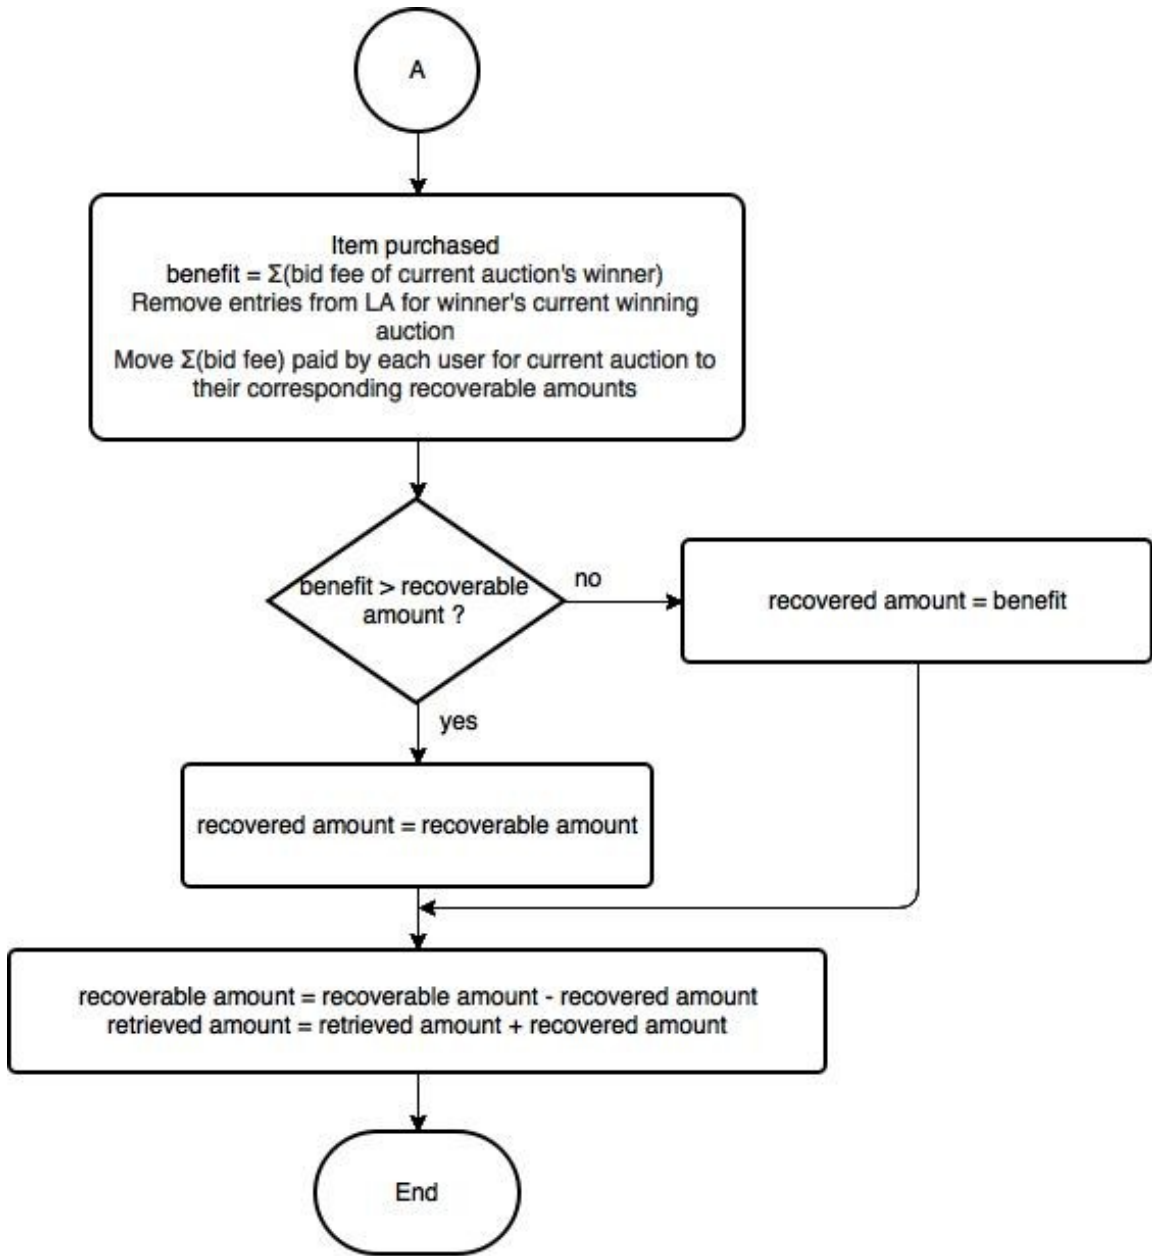 A
Item purchased
benefit = Σ(bid fee of current auction's winner)
Remove entries from LA for winner's current winning
auction
Move Σ(bid fee) paid by each user for current auction to
their corresponding recoverable amounts
benefit > recoverable
amount ?
no
recovered amount = benefit
yes
recovered amount = recoverable amount
recoverable amount = recoverable amount - recovered amount
retrieved amount = retrieved amount + recovered amount
End